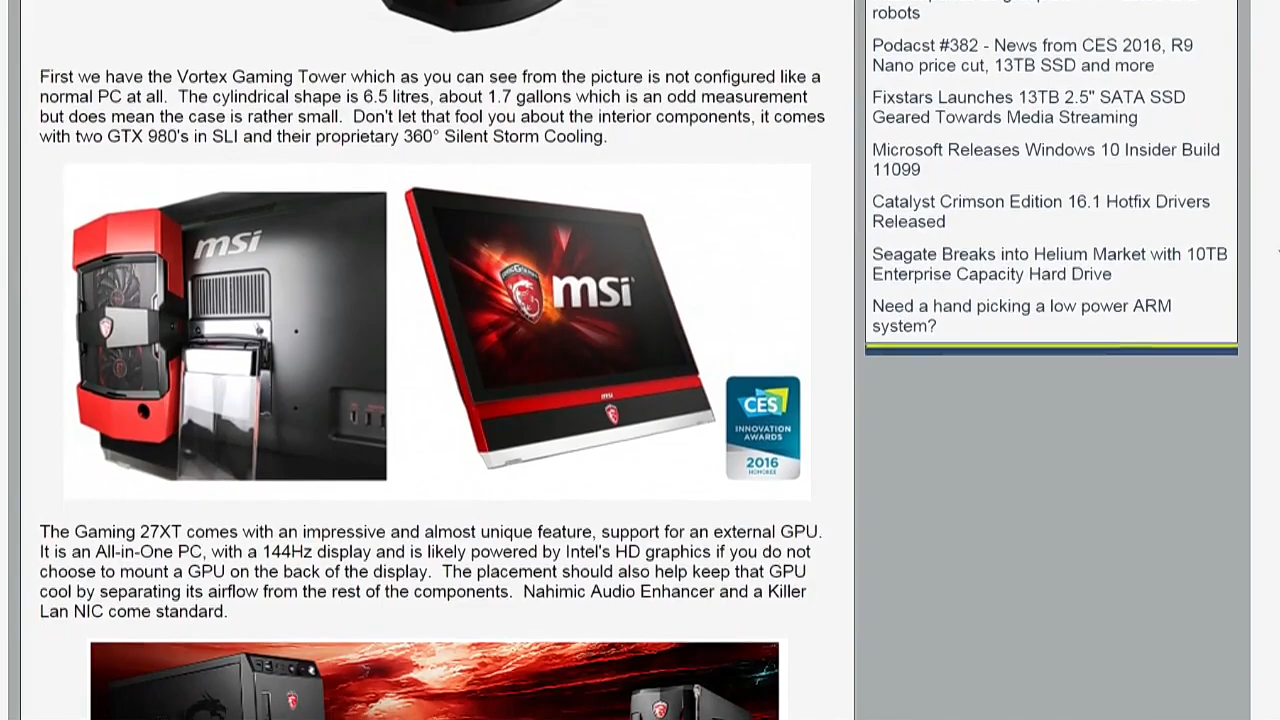 First we have the Vortex Gaming Tower which as you can see from the picture is not configured like a
normal PC at all.  The cylindrical shape is 6.5 litres, about 1.7 gallons which is an odd measurement
but does mean the case is rather small.  Don't let that fool you about the interior components, it comes
with two GTX 980's in SLI and their proprietary 360° Silent Storm Cooling.
msi
msi
CES
INNOVATION
AWARDS
2016
HONOREE
The Gaming 27XT comes with an impressive and almost unique feature, support for an external GPU.
It is an All-in-One PC, with a 144Hz display and is likely powered by Intel's HD graphics if you do not
choose to mount a GPU on the back of the display.  The placement should also help keep that GPU
cool by separating its airflow from the rest of the components.  Nahimic Audio Enhancer and a Killer
Lan NIC come standard.
robots
Podacst #382 - News from CES 2016, R9
Nano price cut, 13TB SSD and more
Fixstars Launches 13TB 2.5" SATA SSD
Geared Towards Media Streaming
Microsoft Releases Windows 10 Insider Build
11099
Catalyst Crimson Edition 16.1 Hotfix Drivers
Released
Seagate Breaks into Helium Market with 10TB
Enterprise Capacity Hard Drive
Need a hand picking a low power ARM
system?